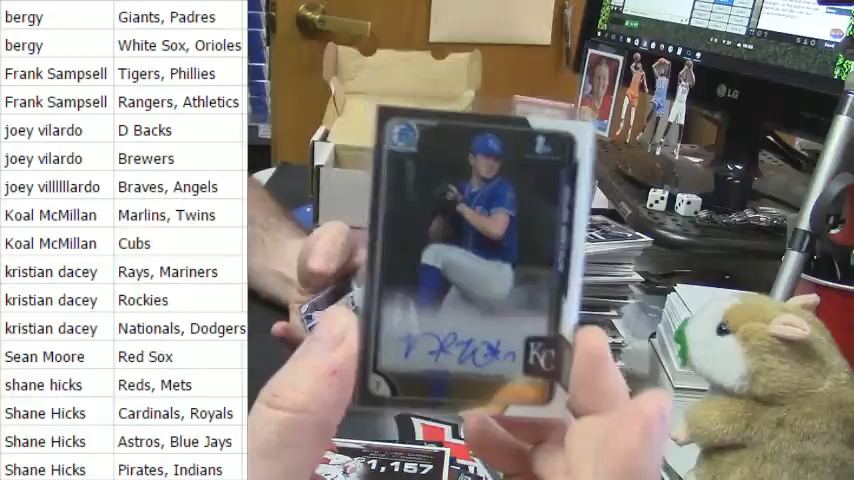 bergy Giants, Padres
bergy White Sox, Orioles
Frank Sampsell Tigers, Phillies
Frank Sampsell Rangers, Athletics
joey vilardo D Backs
joey vilardo Brewers
joey villllllardo Braves, Angels
Koal McMillan Marlins, Twins
Koal McMillan Cubs
kristian dacey Rays, Mariners
kristian dacey Rockies
kristian dacey Nationals, Dodgers
Sean Moore Red Sox
shane hicks Reds, Mets
Shane Hicks Cardinals, Royals
Shane Hicks Astros, Blue Jays
Shane Hicks Pirates, Indians
LG
KC
1,157